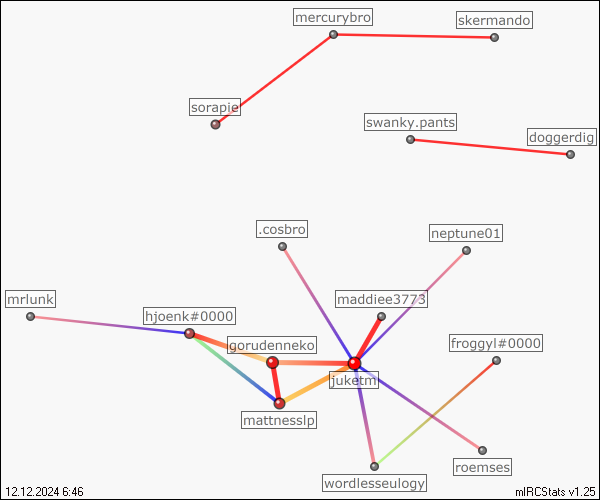 mercurybro
skermando
sorapie
swanky.pants
doggerdig
.cosbro
neptune01
mrlunk
maddiee3773
hjoenk#0000
gorudenneko
froggyl#0000
juketm
mattnesslp
roemses
wordlesseulogy
12.12.2024 6:46
mIRCStats v1.25